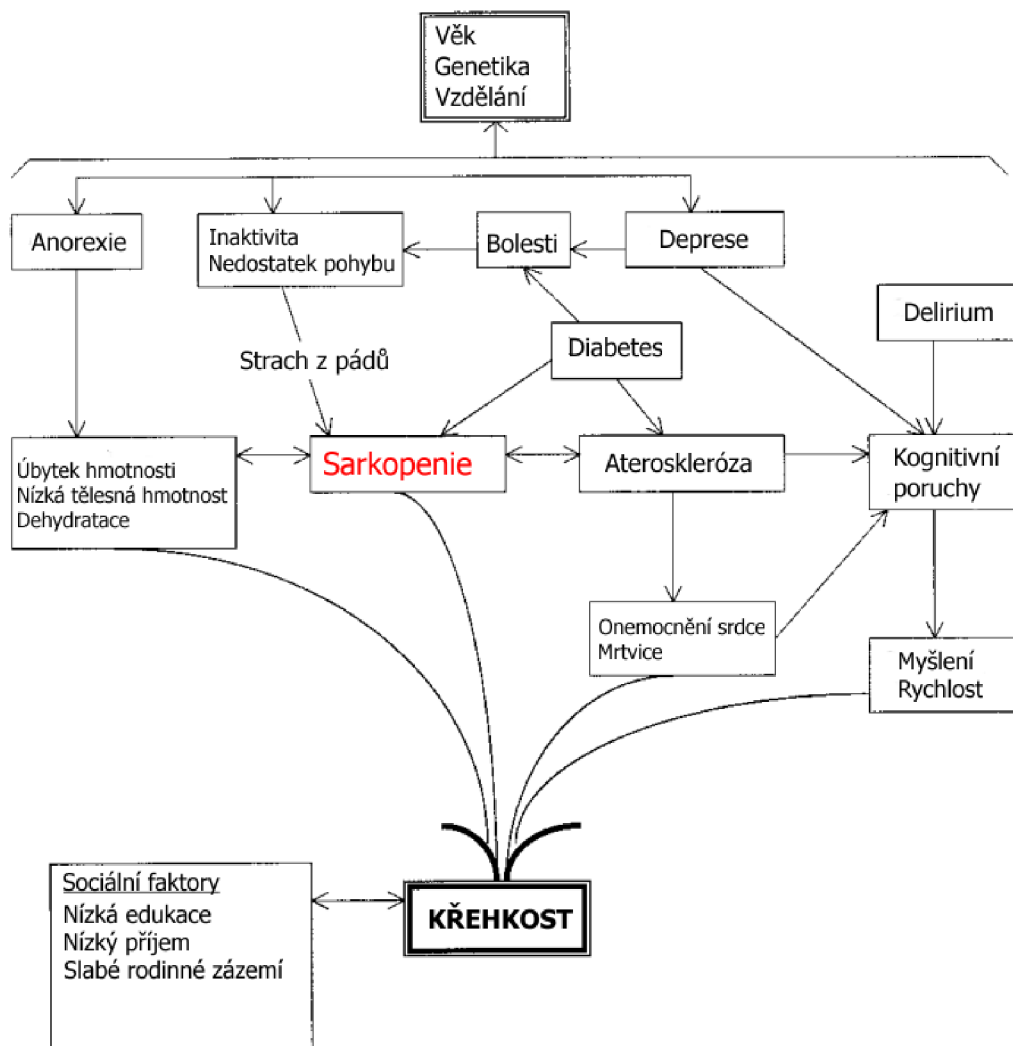 Věk
Genetika
Vzdělání
Anorexie
Inaktivita
Nedostatek pohybu
Bolesti
Deprese
Delirium
Strach z pádů
Diabetes
Úbytek hmotnosti
Nízká tělesná hmotnost
Dehydratace
Sarkopenie
Ateroskleróza
Kognitivní
poruchy
Onemocnění srdce
Mrtvice
Myšlení
Rychlost
Sociální faktory
Nízká edukace
Nízký příjem
Slabé rodinné zázemí
KŘEHKOST